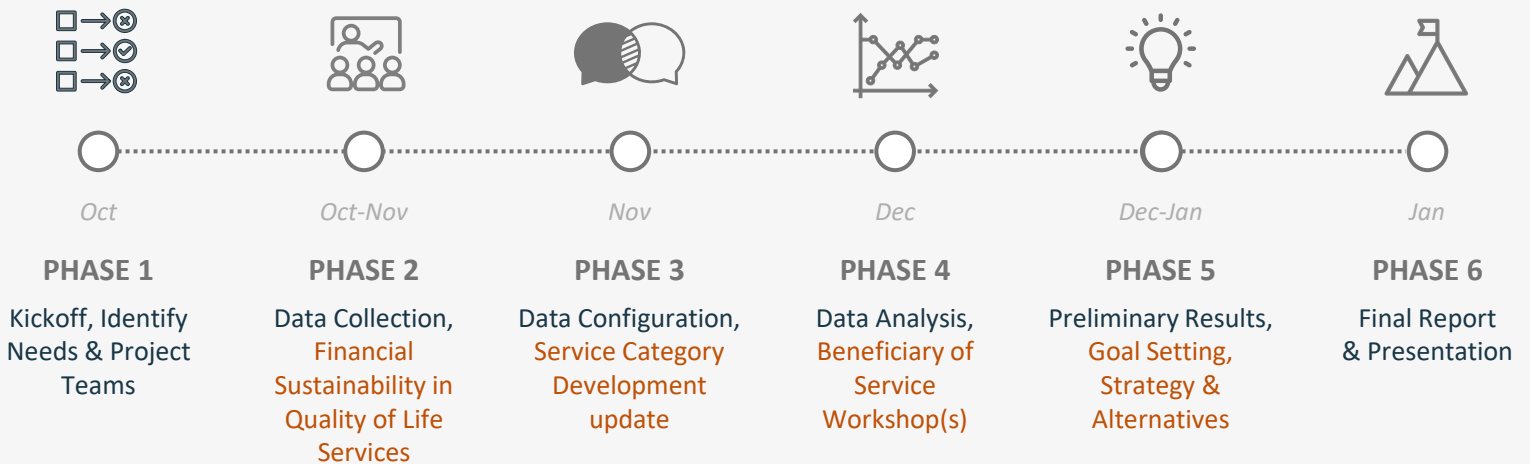 Oct
Oct-Nov
Nov
Dec
Dec-Jan
Jan
PHASE 1
PHASE 2
PHASE 3
PHASE 4
PHASE 5
PHASE 6
Kickoff, Identify
Needs & Project
Teams
Data Collection,
Financial
Sustainability in
Quality of Life
Services
Data Configuration,
Service Category
Development
update
Data Analysis,
Beneficiary of
Service
Workshop(s)
Preliminary Results,
Goal Setting,
Strategy &
Alternatives
Final Report
& Presentation